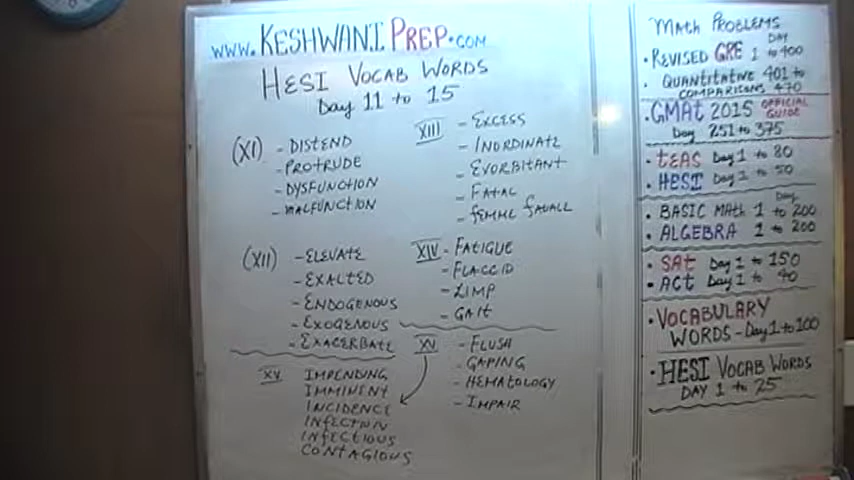 www.KESHWANIPREP.COM
HESI VOCAB WORDS
Day 11 to 15
(XI) - DISTEND
- PROTRUDE
- DYSFUNCTION
- MALFUNCTION
(XII) - ELEVATE
- EXALTED
- ENDOGENOUS
- EXOGENOUS
- EXACERBATE
XIII - EXCESS
- INORDINATE
- EXORBITANT
- FATAL
- FEMME
XIV - FATIGUE
- FLACCID
- LIMP
- GAIT
XV - FLUSH
- GAPING
- HEMATOLOGY
- IMPAIR
XV IMPENDING
IMMINENT
INCIDENCE
INFECTION
INFECTIOUS
CONTAGIOUS
MATH PROBLEMS
DAY
• REVISED GRE 1 to 400
• QUANTITATIVE 401 to
COMPARISONS 470
GMAT 2015 OFFICIAL GUIDE
Day 251 to 375
• TEAS Day 1 to 80
• HESI Day 1 to 50
Day
• BASIC MATH 1 to 200
• ALGEBRA 1 to 200
• SAT Day 1 to 150
• ACT Day 1 to 40
• VOCABULARY
WORDS - Day 1 to 100
• HESI VOCAB WORDS
DAY 1 to 25